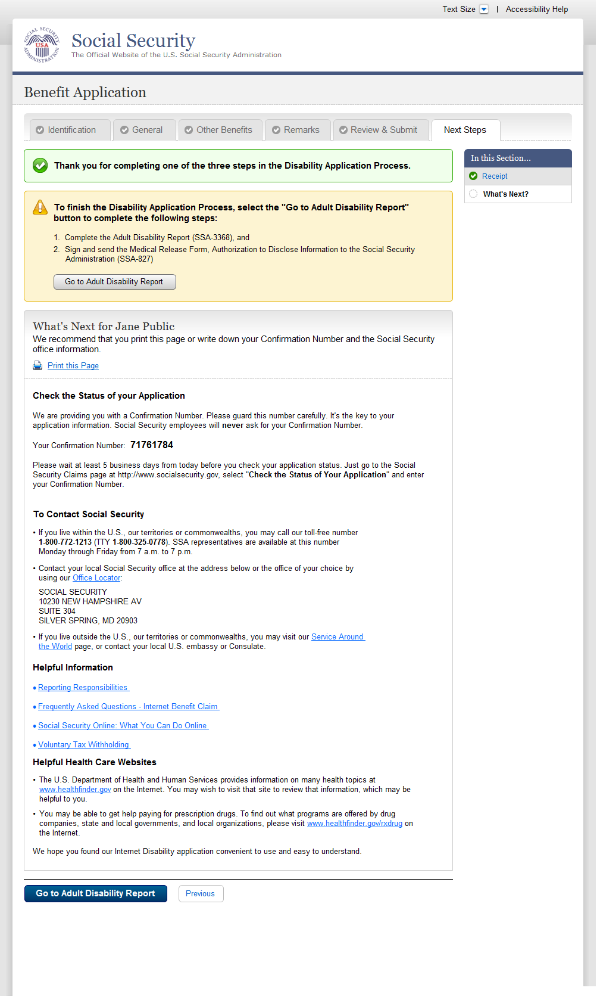 Text Size | Accessibility Help
SOCIAL SECURITY ADMINISTRATION
USA
Social Security
The Official Website of the U.S. Social Security Administration
Benefit Application
Identification
General
Other Benefits
Remarks
Review & Submit
Next Steps
Thank you for completing one of the three steps in the Disability Application Process.
In this Section...
Receipt
What's Next?
To finish the Disability Application Process, select the "Go to Adult Disability Report"
button to complete the following steps:
1. Complete the Adult Disability Report (SSA-3368), and
2. Sign and send the Medical Release Form, Authorization to Disclose Information to the Social Security
Administration (SSA-827)
Go to Adult Disability Report
What's Next for Jane Public
We recommend that you print this page or write down your Confirmation Number and the Social Security
office information.
Print this Page
Check the Status of your Application
We are providing you with a Confirmation Number. Please guard this number carefully. It's the key to your
application information. Social Security employees will never ask for your Confirmation Number.
Your Confirmation Number: 71761784
Please wait at least 5 business days from today before you check your application status. Just go to the Social
Security Claims page at http://www.socialsecurity.gov, select "Check the Status of Your Application" and enter
your Confirmation Number.
To Contact Social Security
• If you live within the U.S., our territories or commonwealths, you may call our toll-free number
1-800-772-1213 (TTY 1-800-325-0778). SSA representatives are available at this number
Monday through Friday from 7 a.m. to 7 p.m.
• Contact your local Social Security office at the address below or the office of your choice by
using our Office Locator:
SOCIAL SECURITY
10230 NEW HAMPSHIRE AV
SUITE 304
SILVER SPRING, MD 20903
• If you live outside the U.S., our territories or commonwealths, you may visit our Service Around
the World page, or contact your local U.S. embassy or Consulate.
Helpful Information
• Reporting Responsibilities
• Frequently Asked Questions - Internet Benefit Claim
• Social Security Online: What You Can Do Online
• Voluntary Tax Withholding
Helpful Health Care Websites
• The U.S. Department of Health and Human Services provides information on many health topics at
www.healthfinder.gov on the Internet. You may wish to visit that site to review that information, which may be
helpful to you.
• You may be able to get help paying for prescription drugs. To find out what programs are offered by drug
companies, state and local governments, and local organizations, please visit www.healthfinder.gov/rxdrug on
the Internet.
We hope you found our Internet Disability application convenient to use and easy to understand.
Go to Adult Disability Report
Previous